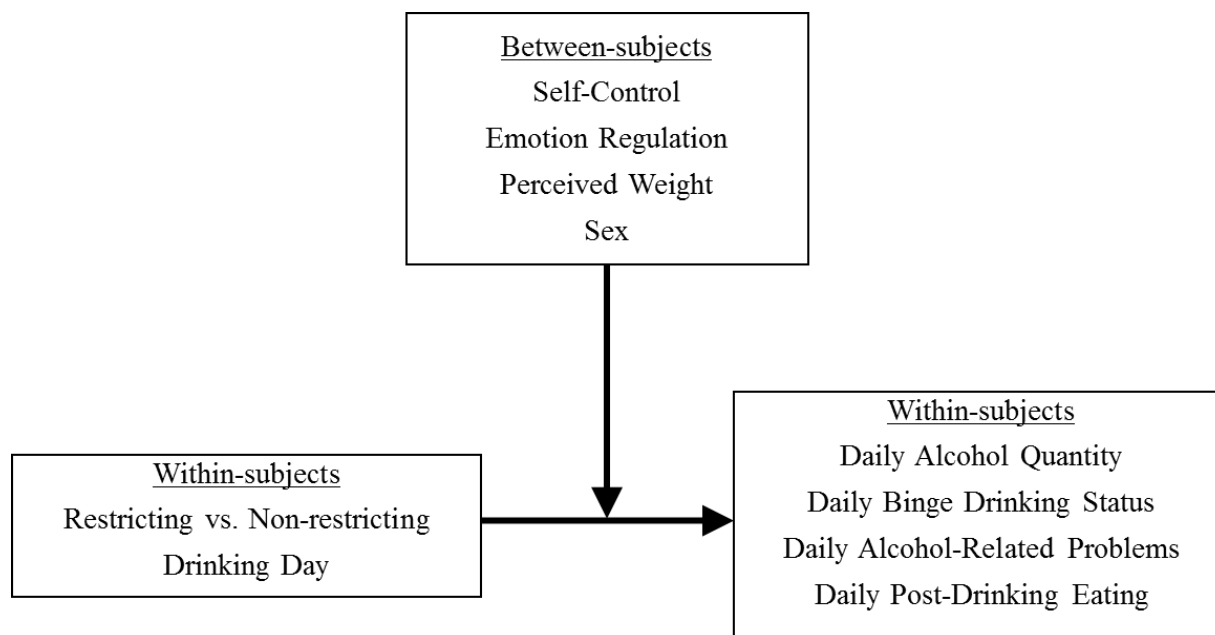 Between-subjects
Self-Control
Emotion Regulation
Perceived Weight
Sex
Within-subjects
Restricting vs. Non-restricting
Drinking Day
Within-subjects
Daily Alcohol Quantity
Daily Binge Drinking Status
Daily Alcohol-Related Problems
Daily Post-Drinking Eating